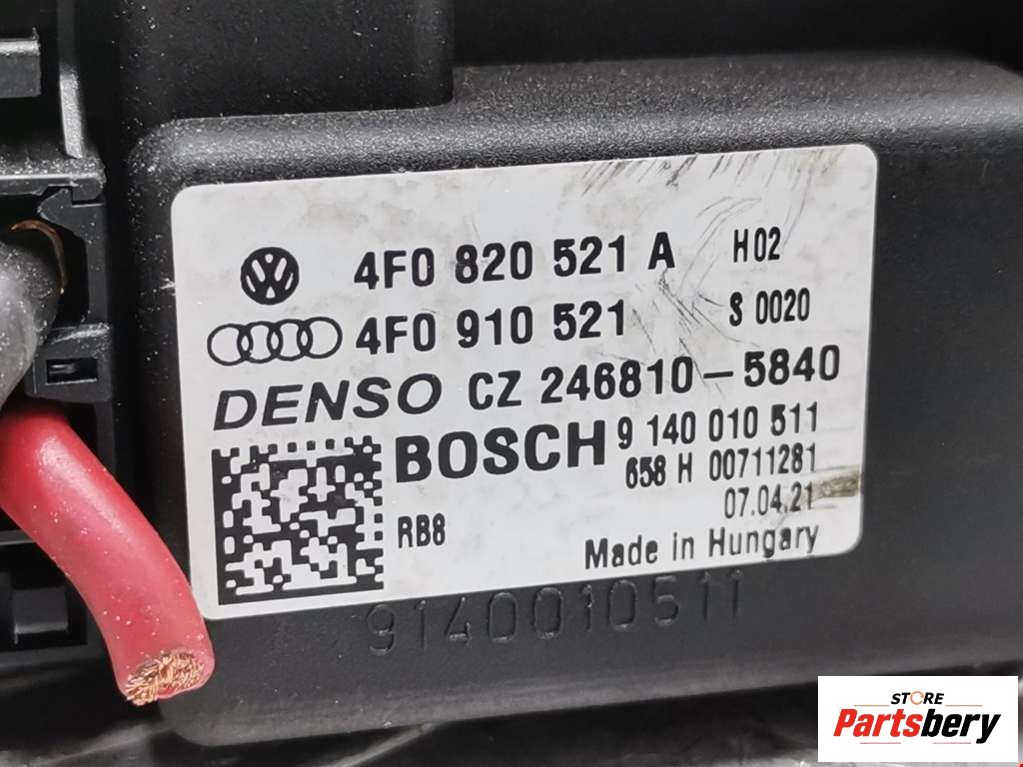 4F0 820 521 A H02
4F0 910 521 S 0020
DENSO CZ 246810-5840
BOSCH 9 140 010 511
658 H 00711281
07.04.21
RB8
Made in Hungary
9140010511
STORE
Partsbery